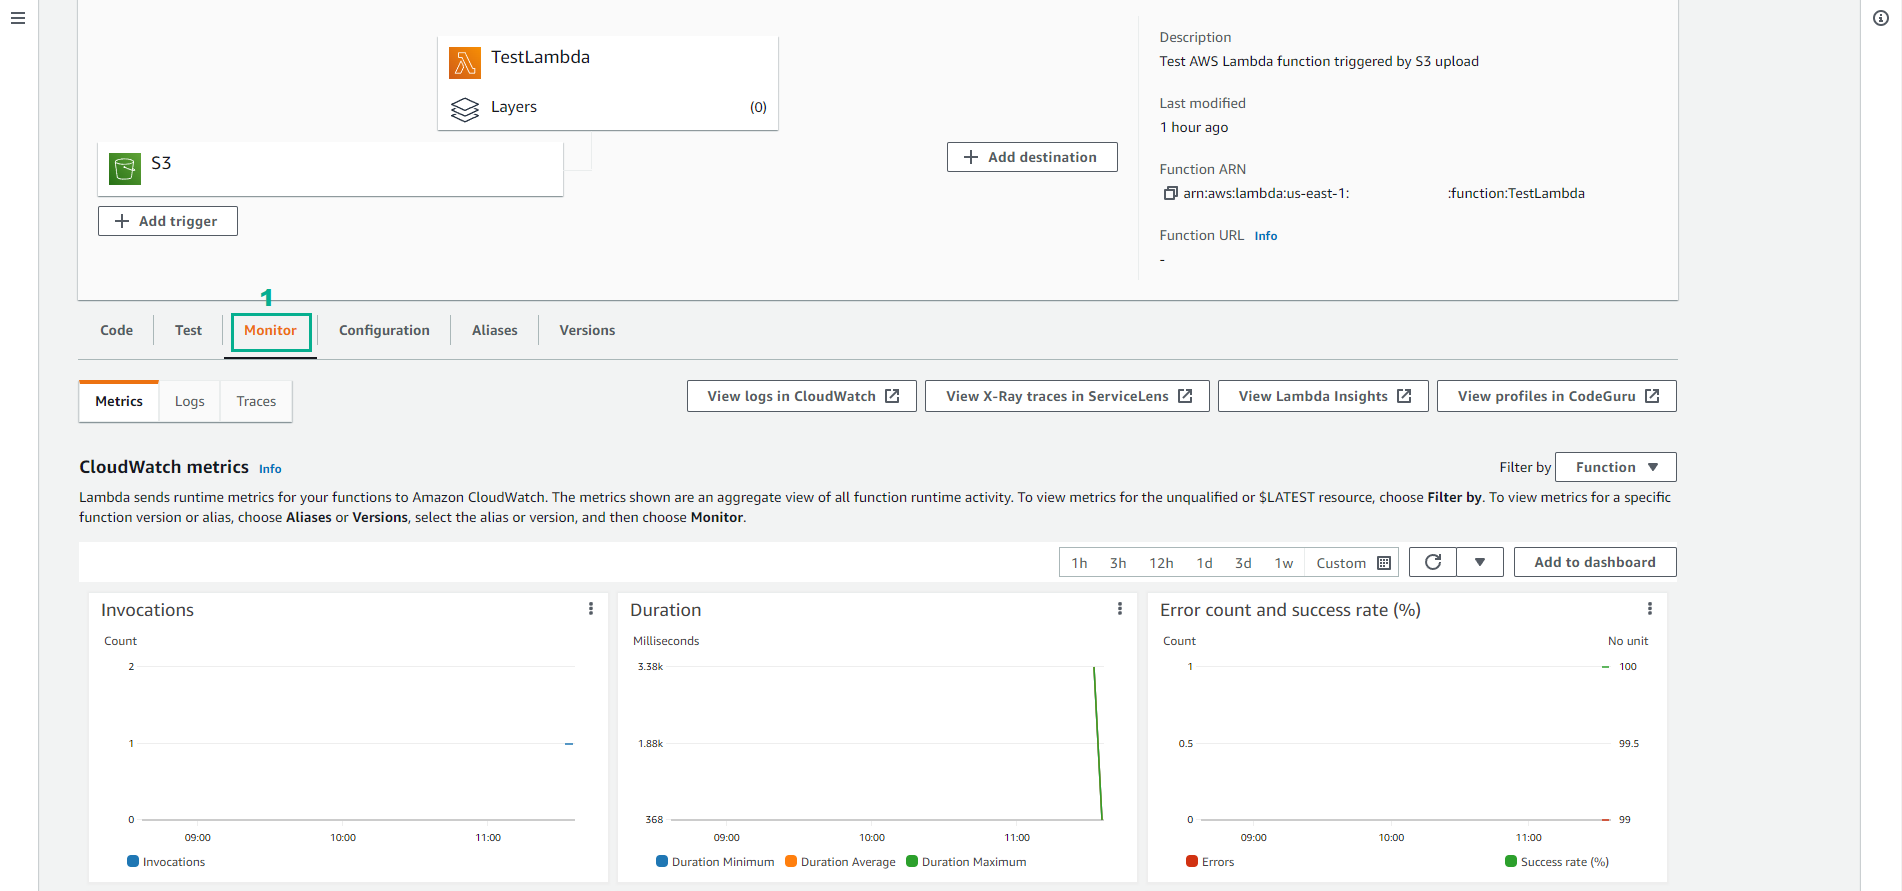 TestLambda
Layers (0)
S3
+ Add trigger
+ Add destination
Description
Test AWS Lambda function triggered by S3 upload
Last modified
1 hour ago
Function ARN
arn:aws:lambda:us-east-1: :function:TestLambda
Function URL Info
-
1
Code Test Monitor Configuration Aliases Versions
Metrics Logs Traces
View logs in CloudWatch View X-Ray traces in ServiceLens View Lambda Insights View profiles in CodeGuru
CloudWatch metrics Info
Filter by Function
Lambda sends runtime metrics for your functions to Amazon CloudWatch. The metrics shown are an aggregate view of all function runtime activity. To view metrics for the unqualified or $LATEST resource, choose Filter by. To view metrics for a specific
function version or alias, choose Aliases or Versions, select the alias or version, and then choose Monitor.
1h 3h 12h 1d 3d 1w Custom Add to dashboard
Invocations
Count
2
1
0
09:00 10:00 11:00
Invocations
Duration
Milliseconds
3.38k
1.88k
368
09:00 10:00 11:00
Duration Minimum Duration Average Duration Maximum
Error count and success rate (%)
Count No unit
1 100
0.5 99.5
0 99
09:00 10:00 11:00
Errors Success rate (%)